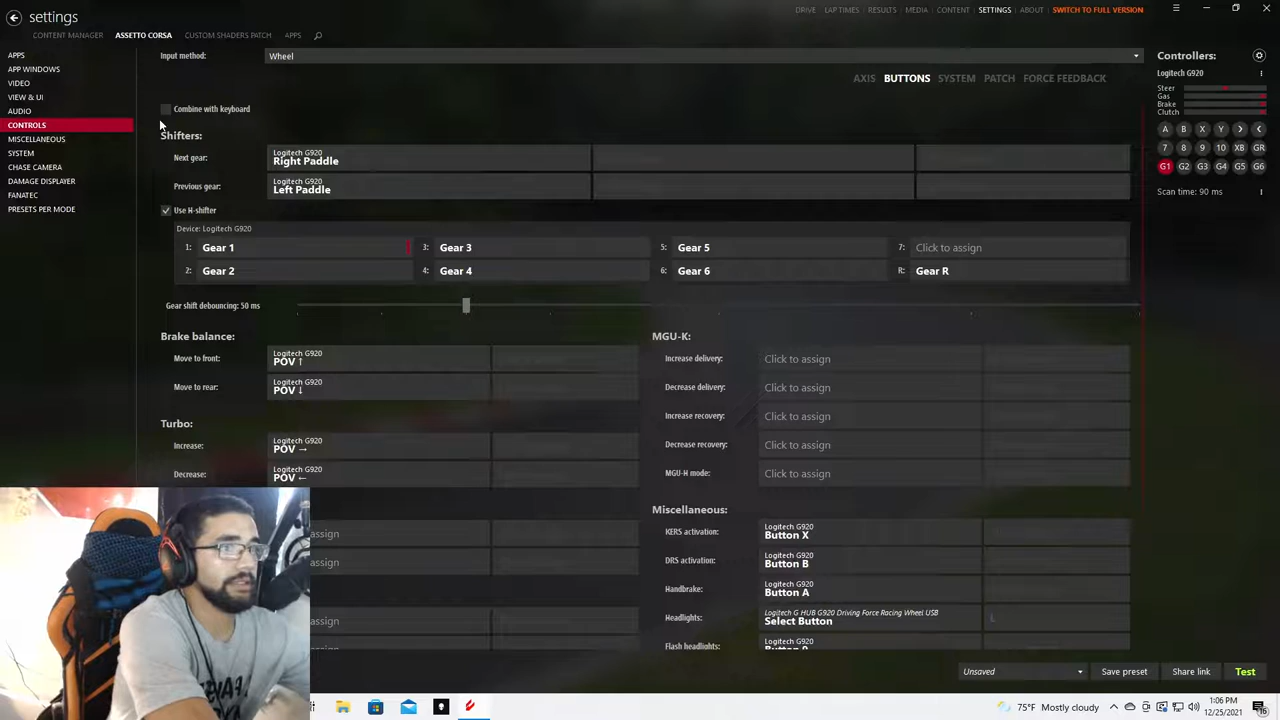 settings
DRIVE LAP TIMES RESULTS MEDIA CONTENT SETTINGS ABOUT SWITCH TO FULL VERSION
CONTENT MANAGER ASSETTO CORSA CUSTOM SHADERS PATCH APPS
APPS
APP WINDOWS
VIDEO
VIEW & UI
AUDIO
CONTROLS
MISCELLANEOUS
SYSTEM
CHASE CAMERA
DAMAGE DISPLAYER
FANATEC
PRESETS PER MODE
Input method: Wheel
AXIS BUTTONS SYSTEM PATCH FORCE FEEDBACK
Combine with keyboard
Shifters:
Next gear: Logitech G920
Right Paddle
Previous gear: Logitech G920
Left Paddle
Use H-shifter
Device: Logitech G920
1: Gear 1 3: Gear 3 5: Gear 5 7: Click to assign
2: Gear 2 4: Gear 4 6: Gear 6 R: Gear R
Gear shift debouncing: 50 ms
Brake balance:
Move to front: Logitech G920
POV ↑
Move to rear: Logitech G920
POV ↓
Turbo:
Increase: Logitech G920
POV →
Decrease: Logitech G920
POV ←
assign
assign
assign
assign
MGU-K:
Increase delivery: Click to assign
Decrease delivery: Click to assign
Increase recovery: Click to assign
Decrease recovery: Click to assign
MGU-H mode: Click to assign
Miscellaneous:
KERS activation: Logitech G920
Button X
DRS activation: Logitech G920
Button B
Handbrake: Logitech G920
Button A
Headlights: Logitech G HUB G920 Driving Force Racing Wheel USB
Select Button L
Flash headlights: Logitech G920
Button 9
Controllers:
Logitech G920
Steer
Gas
Brake
Clutch
A B X Y > <
7 8 9 10 XB GR
G1 G2 G3 G4 G5 G6
Scan time: 90 ms
Unsaved Save preset Share link Test
75°F Mostly cloudy
1:06 PM
12/25/2021